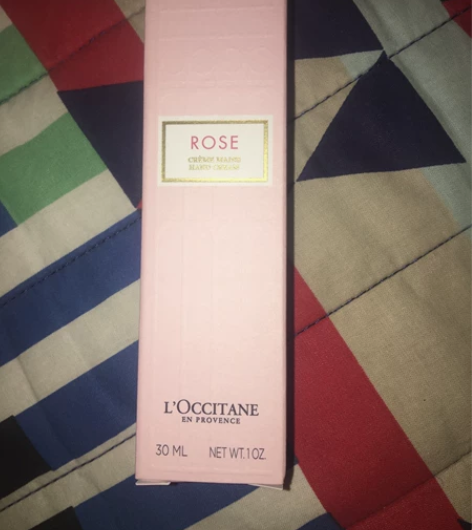 ROSE
CRÈME MAINS
HAND CREAM
L'OCCITANE
EN PROVENCE
30 ML NET WT.1 OZ.